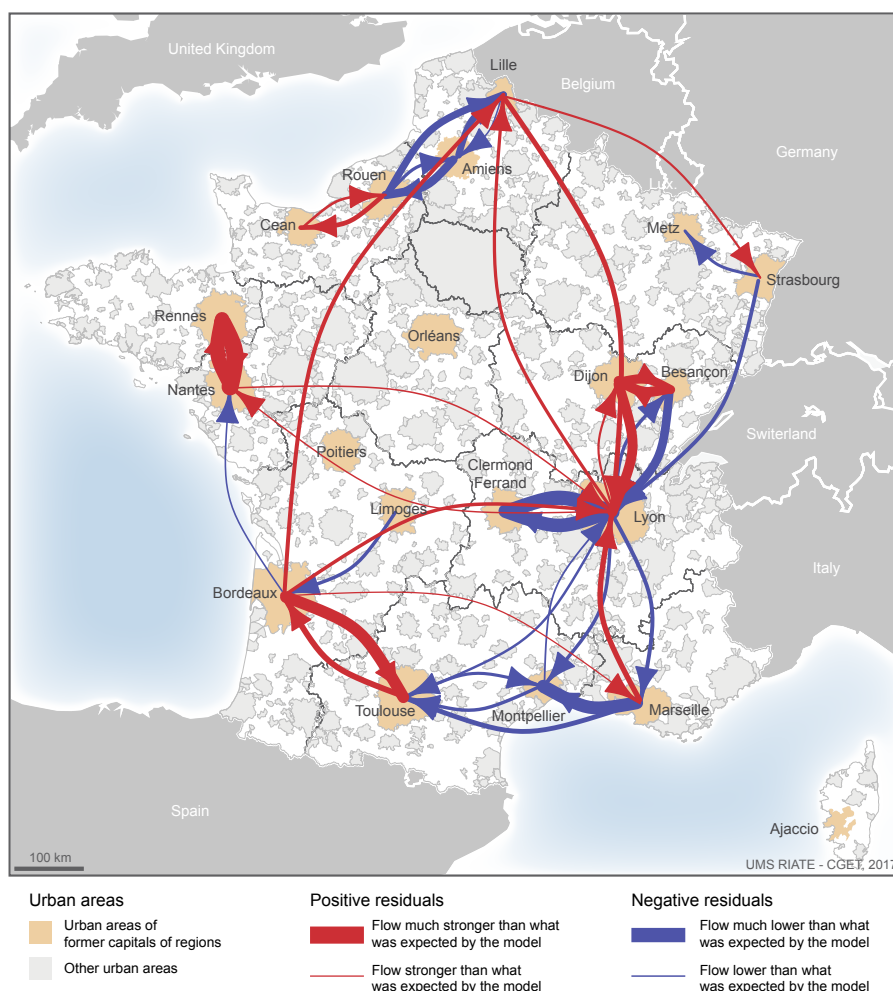 United Kingdom
Lille
Belgium
Germany
Rouen
Amiens
Lux.
Cean
Metz
Strasbourg
Rennes
Orléans
Nantes
Dijon
Besançon
Switerland
Poitiers
Clermond
Ferrand
Limoges
Lyon
Italy
Bordeaux
Toulouse
Montpellier
Marseille
Spain
Ajaccio
100 km
UMS RIATE - CGET, 2017
Urban areas
Urban areas of
former capitals of regions
Other urban areas
Positive residuals
Flow much stronger than what
was expected by the model
Flow stronger than what
was expected by the model
Negative residuals
Flow much lower than what
was expected by the model
Flow lower than what
was expected by the model